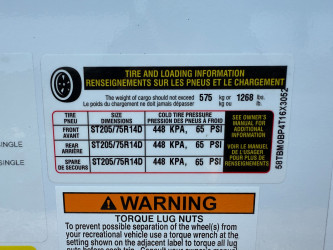 TIRE AND LOADING INFORMATION
RENSEIGNEMENTS SUR LES PNEUS ET LE CHARGEMENT
The weight of cargo should not exceed 575 kg or 1268 lbs.
Le poids du chargement ne doit jamais dépasser kg ou lb.
TIRE PNEU SIZE DIMENSIONS COLD TIRE PRESSURE PRESSION DES PNEUS À FROID
FRONT AVANT ST205/75R14D 448 KPA, 65 PSI
REAR ARRIÈRE ST205/75R14D 448 KPA, 65 PSI
SPARE DE SECOURS ST205/75R14D 448 KPA, 65 PSI
SEE OWNER'S
MANUAL FOR
ADDITIONAL
INFORMATION
VOIR LE MANUEL
DE L'USAGER
POUR PLUS DE
RENSEIGNEMENTS
58TBM0BP4T16X3052
SINGLE
SINGLE
WARNING
TORQUE LUG NUTS
To prevent possible separation of the wheel(s) from
your recreational vehicle use a torque wrench at the
setting shown on the adjacent label to torque all lug